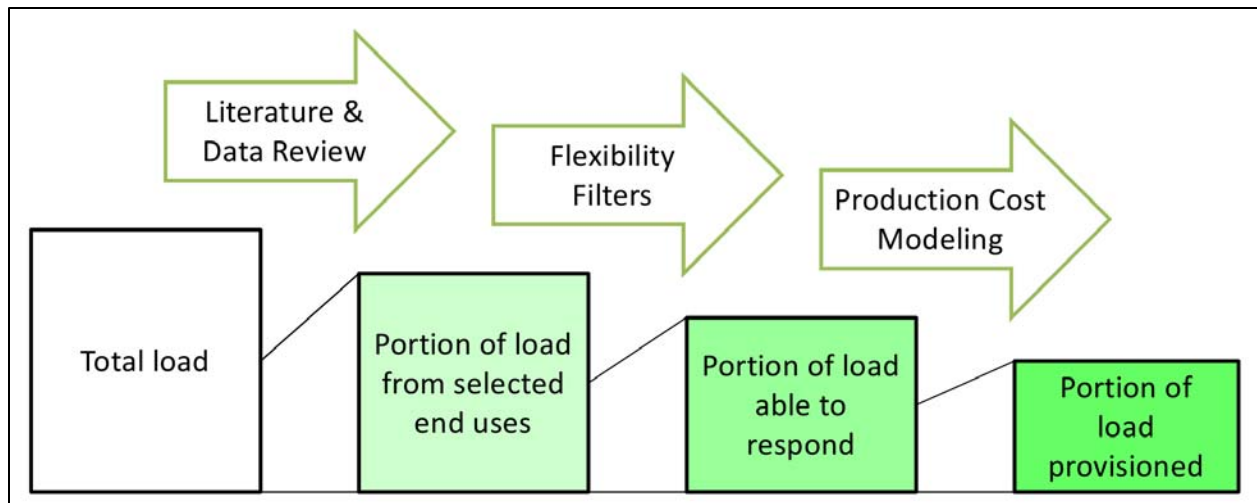 Literature &
Data Review
Flexibility
Filters
Production Cost
Modeling
Total load
Portion of load
from selected
end uses
Portion of load
able to
respond
Portion of
load
provisioned